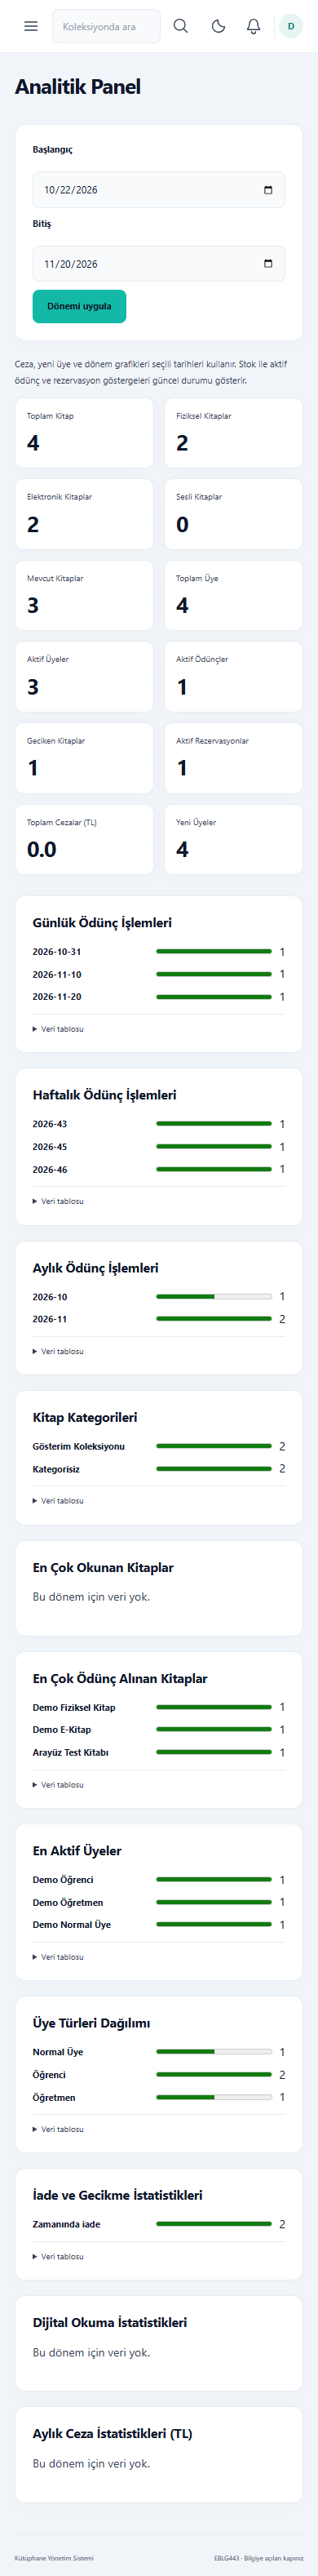 Koleksiyonda ara
D
Analitik Panel
Başlangıç
10/22/2026
Bitiş
11/20/2026
Dönemi uygula
Ceza, yeni üye ve dönem grafikleri seçili tarihleri kullanır. Stok ile aktif
ödünç ve rezervasyon göstergeleri güncel durumu gösterir.
Toplam Kitap
4
Fiziksel Kitaplar
2
Elektronik Kitaplar
2
Sesli Kitaplar
0
Mevcut Kitaplar
3
Toplam Üye
4
Aktif Üyeler
3
Aktif Ödünçler
1
Geciken Kitaplar
1
Aktif Rezervasyonlar
1
Toplam Cezalar (TL)
0.0
Yeni Üyeler
4
Günlük Ödünç İşlemleri
2026-10-31 1
2026-11-10 1
2026-11-20 1
Veri tablosu
Haftalık Ödünç İşlemleri
2026-43 1
2026-45 1
2026-46 1
Veri tablosu
Aylık Ödünç İşlemleri
2026-10 1
2026-11 2
Veri tablosu
Kitap Kategorileri
Gösterim Koleksiyonu 2
Kategorisiz 2
Veri tablosu
En Çok Okunan Kitaplar
Bu dönem için veri yok.
En Çok Ödünç Alınan Kitaplar
Demo Fiziksel Kitap 1
Demo E-Kitap 1
Arayüz Test Kitabı 1
Veri tablosu
En Aktif Üyeler
Demo Öğrenci 1
Demo Öğretmen 1
Demo Normal Üye 1
Veri tablosu
Üye Türleri Dağılımı
Normal Üye 1
Öğrenci 2
Öğretmen 1
Veri tablosu
İade ve Gecikme İstatistikleri
Zamanında iade 2
Veri tablosu
Dijital Okuma İstatistikleri
Bu dönem için veri yok.
Aylık Ceza İstatistikleri (TL)
Bu dönem için veri yok.
Kütüphane Yönetim Sistemi
EBLG443 · Bilgiye açılan kapınız